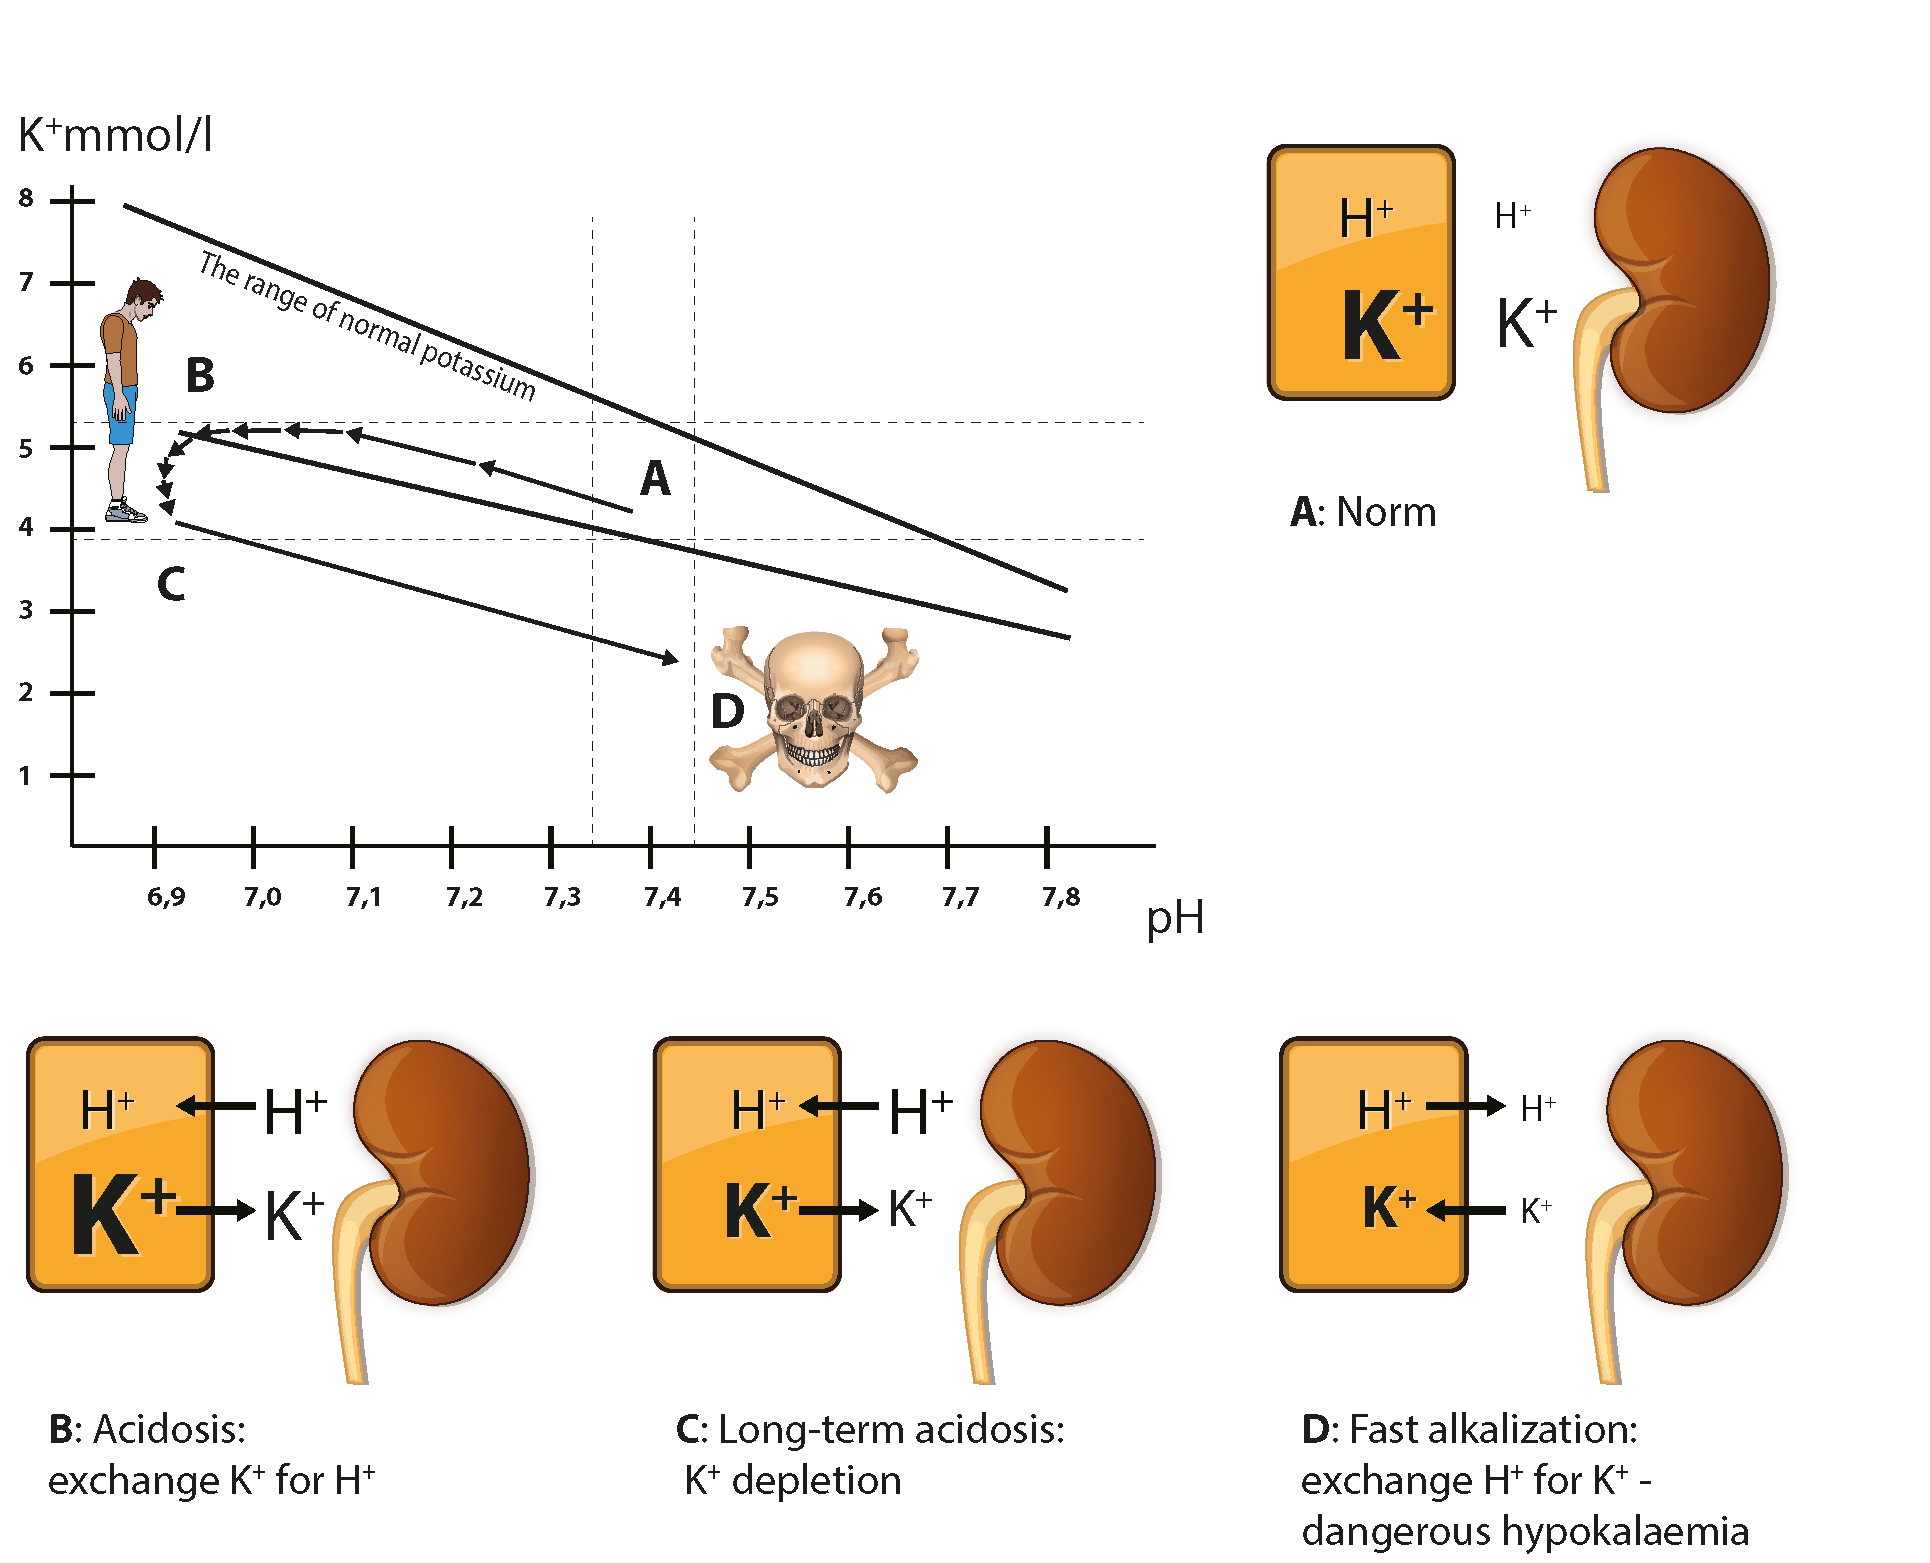 K⁺mmol/l
8
7
6
5
4
3
2
1
The range of normal potassium
B
A
C
D
6,9 7,0 7,1 7,2 7,3 7,4 7,5 7,6 7,7 7,8
pH
H⁺ H⁺
K⁺ K⁺
A: Norm
H⁺ H⁺
K⁺ K⁺
B: Acidosis:
exchange K⁺ for H⁺
H⁺ H⁺
K⁺ K⁺
C: Long-term acidosis:
K⁺ depletion
H⁺ H⁺
K⁺ K⁺
D: Fast alkalization:
exchange H⁺ for K⁺ -
dangerous hypokalaemia